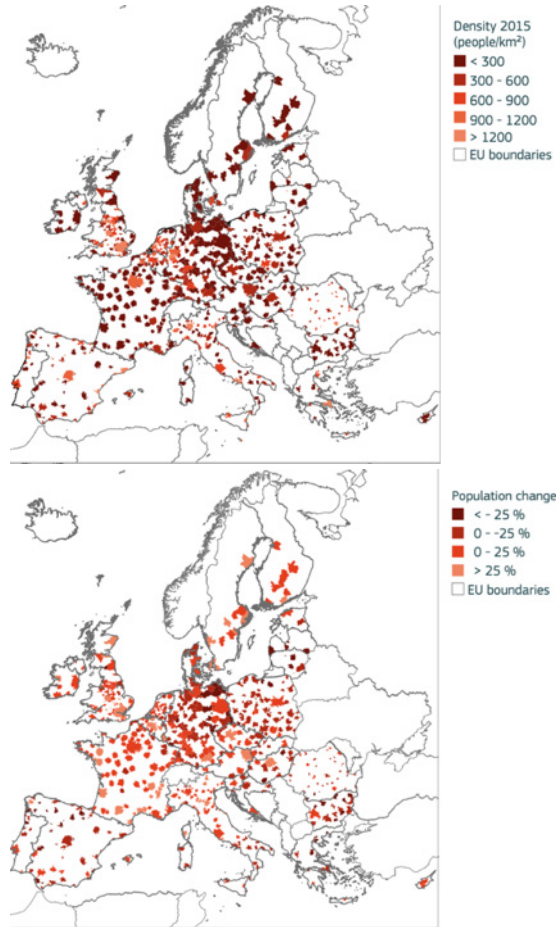 Density 2015
(people/km²)
< 300
300 - 600
600 - 900
900 - 1200
> 1200
EU boundaries
Population change
< - 25 %
0 - -25 %
0 - 25 %
> 25 %
EU boundaries